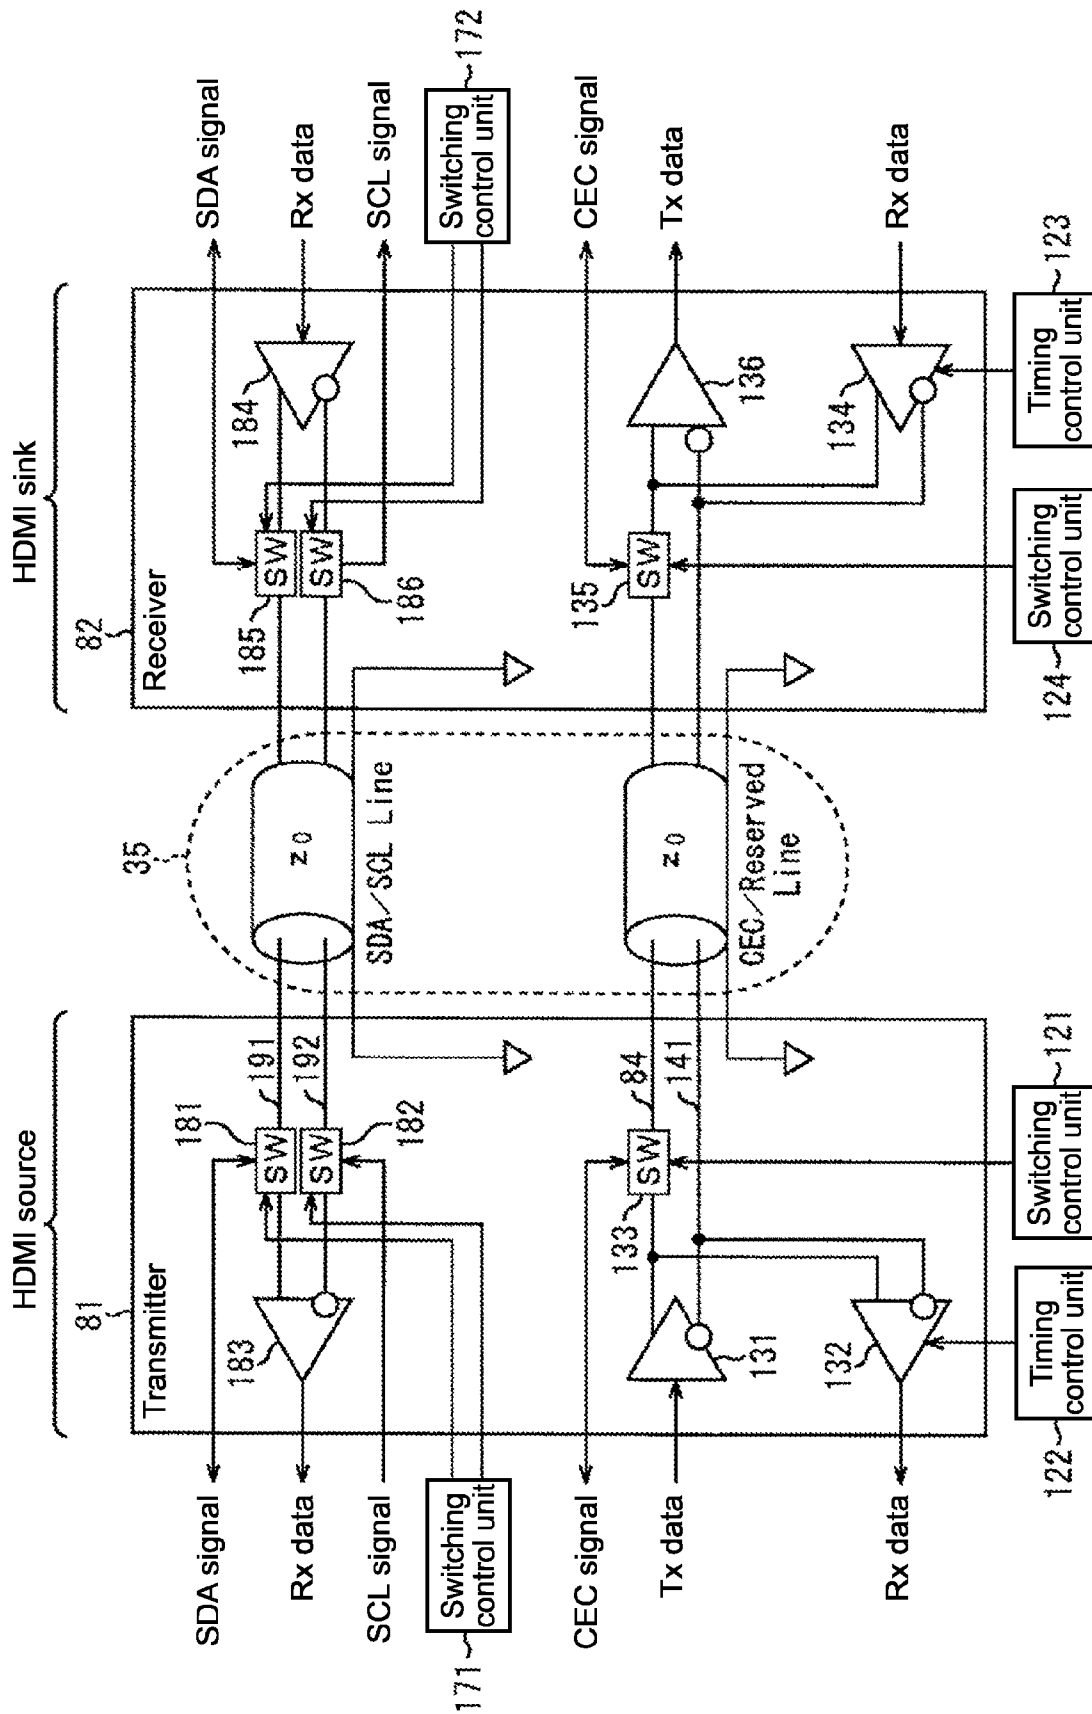 HDMI source
HDMI sink
81
Transmitter
35
82
Receiver
SDA signal
181
191
185
184
SDA signal
Rx data
183
192
Z0
Rx data
SCL signal
SW
SW
182
SDA/SCL Line
SW
SW
186
SCL signal
171
Switching
control unit
Switching
control unit
172
CEC signal
133
SW
84
135
SW
CEC signal
Tx data
131
141
Z0
136
Tx data
CEC/Reserved
Line
Rx data
132
134
Rx data
122
Timing
control unit
Switching
control unit
121
124
Switching
control unit
Timing
control unit
123